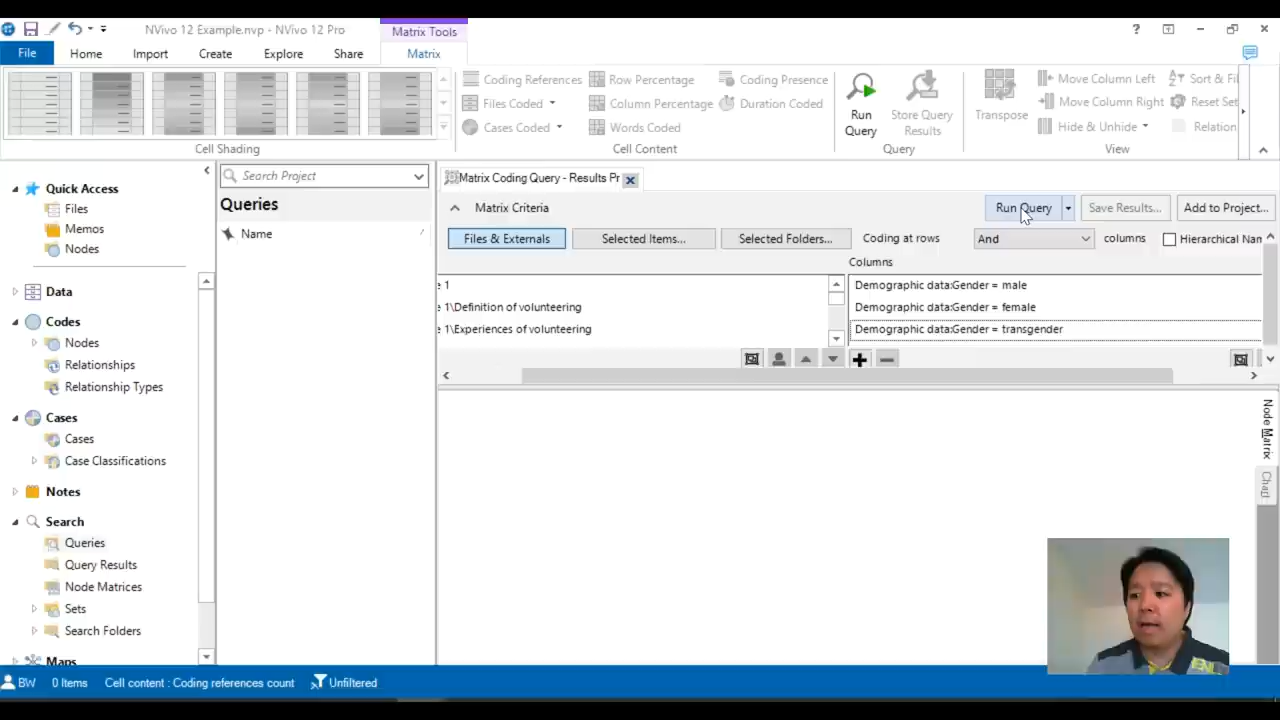 NVivo 12 Example.nvp - NVivo 12 Pro
Matrix Tools
?
File
Home
Import
Create
Explore
Share
Matrix
Coding References
Row Percentage
Coding Presence
Files Coded
Column Percentage
Duration Coded
Cases Coded
Words Coded
Run
Query
Store Query
Results
Transpose
Move Column Left
Sort & Fil
Move Column Right
Reset Set
Hide & Unhide
Relation
Cell Shading
Cell Content
Query
View
Quick Access
Files
Memos
Nodes
Data
Codes
Nodes
Relationships
Relationship Types
Cases
Cases
Case Classifications
Notes
Search
Queries
Query Results
Node Matrices
Sets
Search Folders
Maps
Search Project
Queries
Name
Matrix Coding Query - Results Pr
Matrix Criteria
Run Query
Save Results...
Add to Project...
Files & Externals
Selected Items...
Selected Folders...
Coding at rows
And
columns
Hierarchical Nam
Columns
e 1
e 1\Definition of volunteering
e 1\Experiences of volunteering
Demographic data:Gender = male
Demographic data:Gender = female
Demographic data:Gender = transgender
Node Matrix
Chart
BW
0 Items
Cell content : Coding references count
Unfiltered